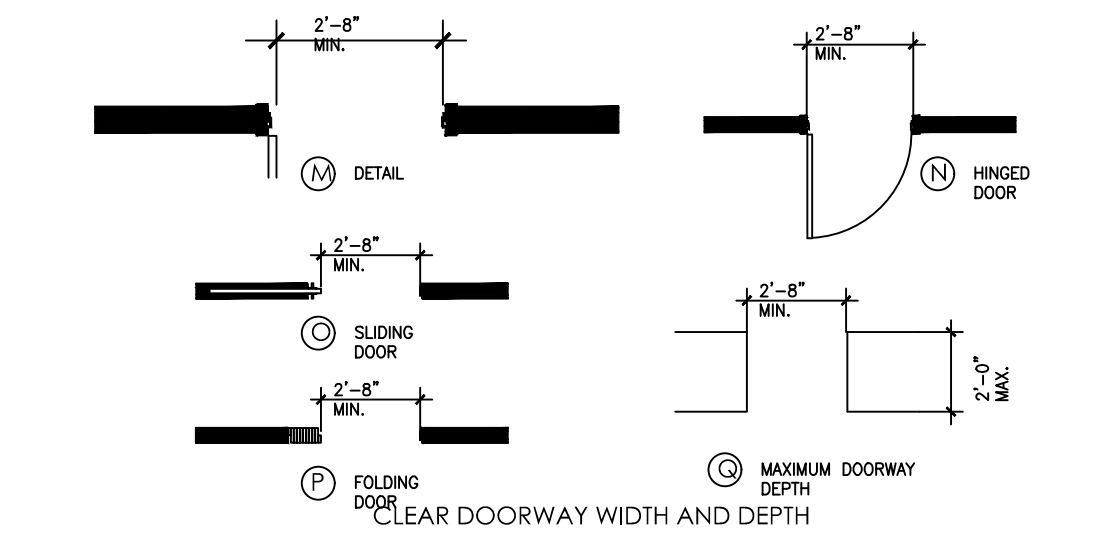 2'-8"
MIN.
M DETAIL
2'-8"
MIN.
N HINGED
DOOR
2'-8"
MIN.
O SLIDING
DOOR
2'-8"
MIN.
P FOLDING
DOOR
2'-8"
MIN.
2'-0"
MAX.
Q MAXIMUM DOORWAY
DEPTH
CLEAR DOORWAY WIDTH AND DEPTH